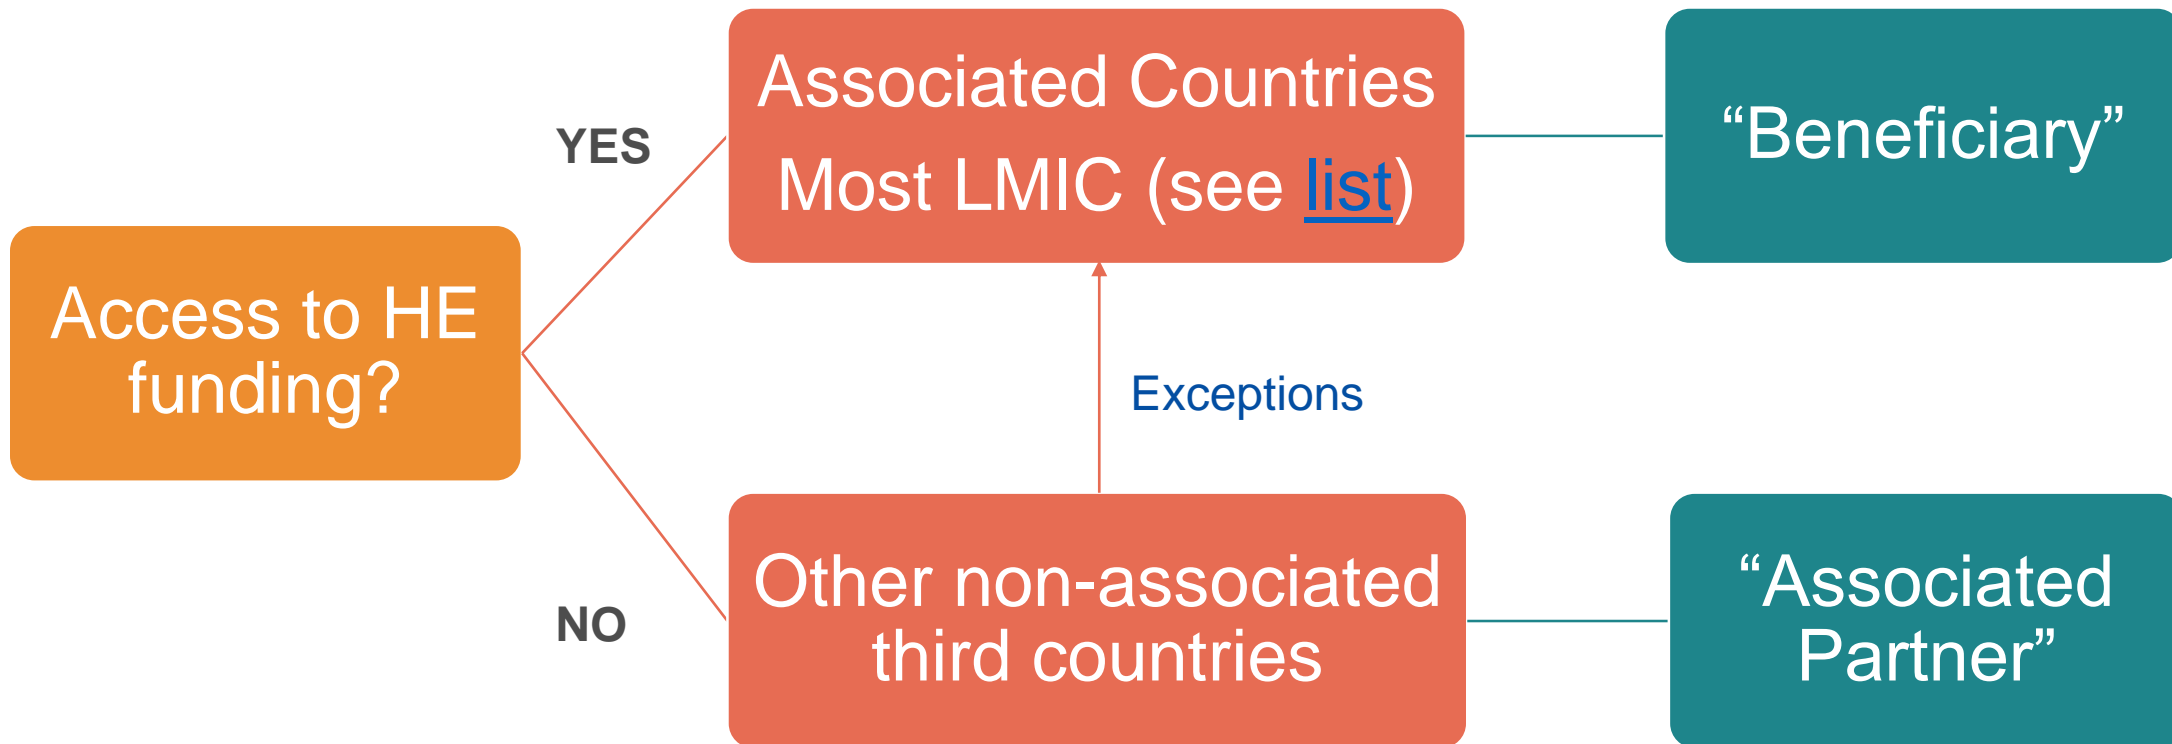 Access to HE
funding?
YES
Associated Countries
Most LMIC (see list)
“Beneficiary”
Exceptions
NO
Other non-associated
third countries
“Associated
Partner”